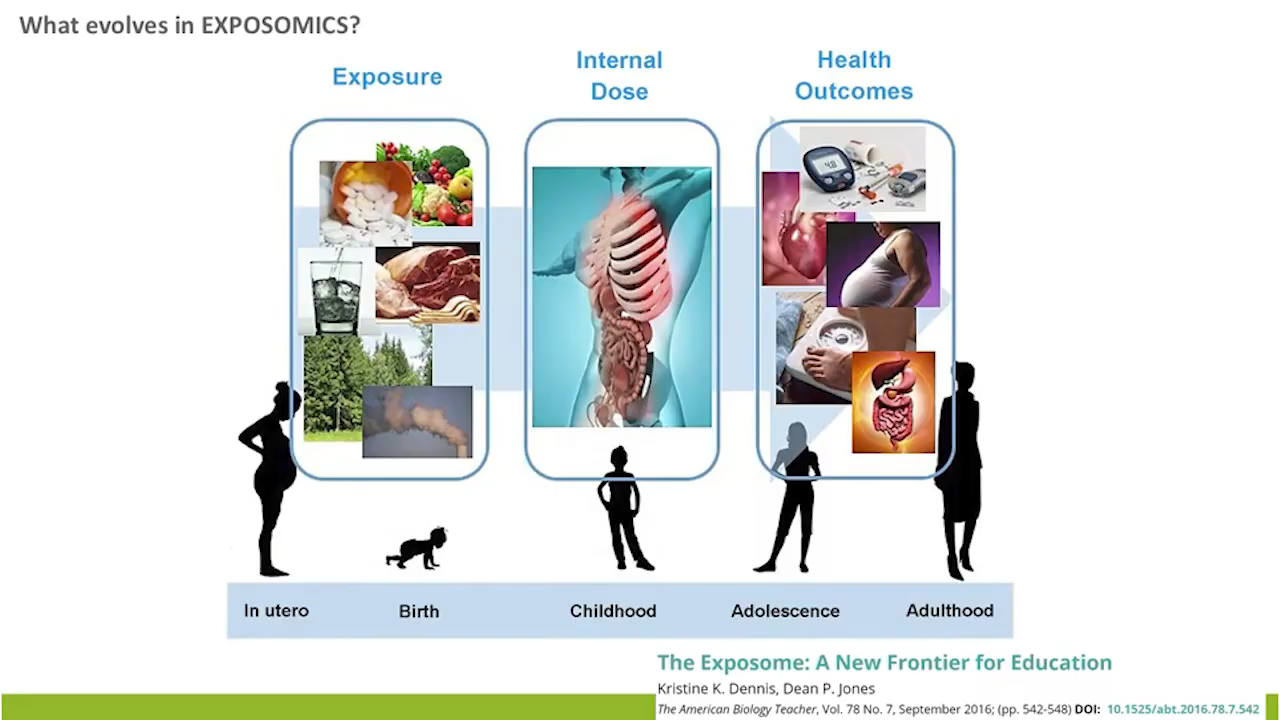 What evolves in EXPOSOMICS?
Exposure
Internal
Dose
Health
Outcomes
4.8
In utero
Birth
Childhood
Adolescence
Adulthood
The Exposome: A New Frontier for Education
Kristine K. Dennis, Dean P. Jones
The American Biology Teacher, Vol. 78 No. 7, September 2016; (pp. 542-548) DOI: 10.1525/abt.2016.78.7.542